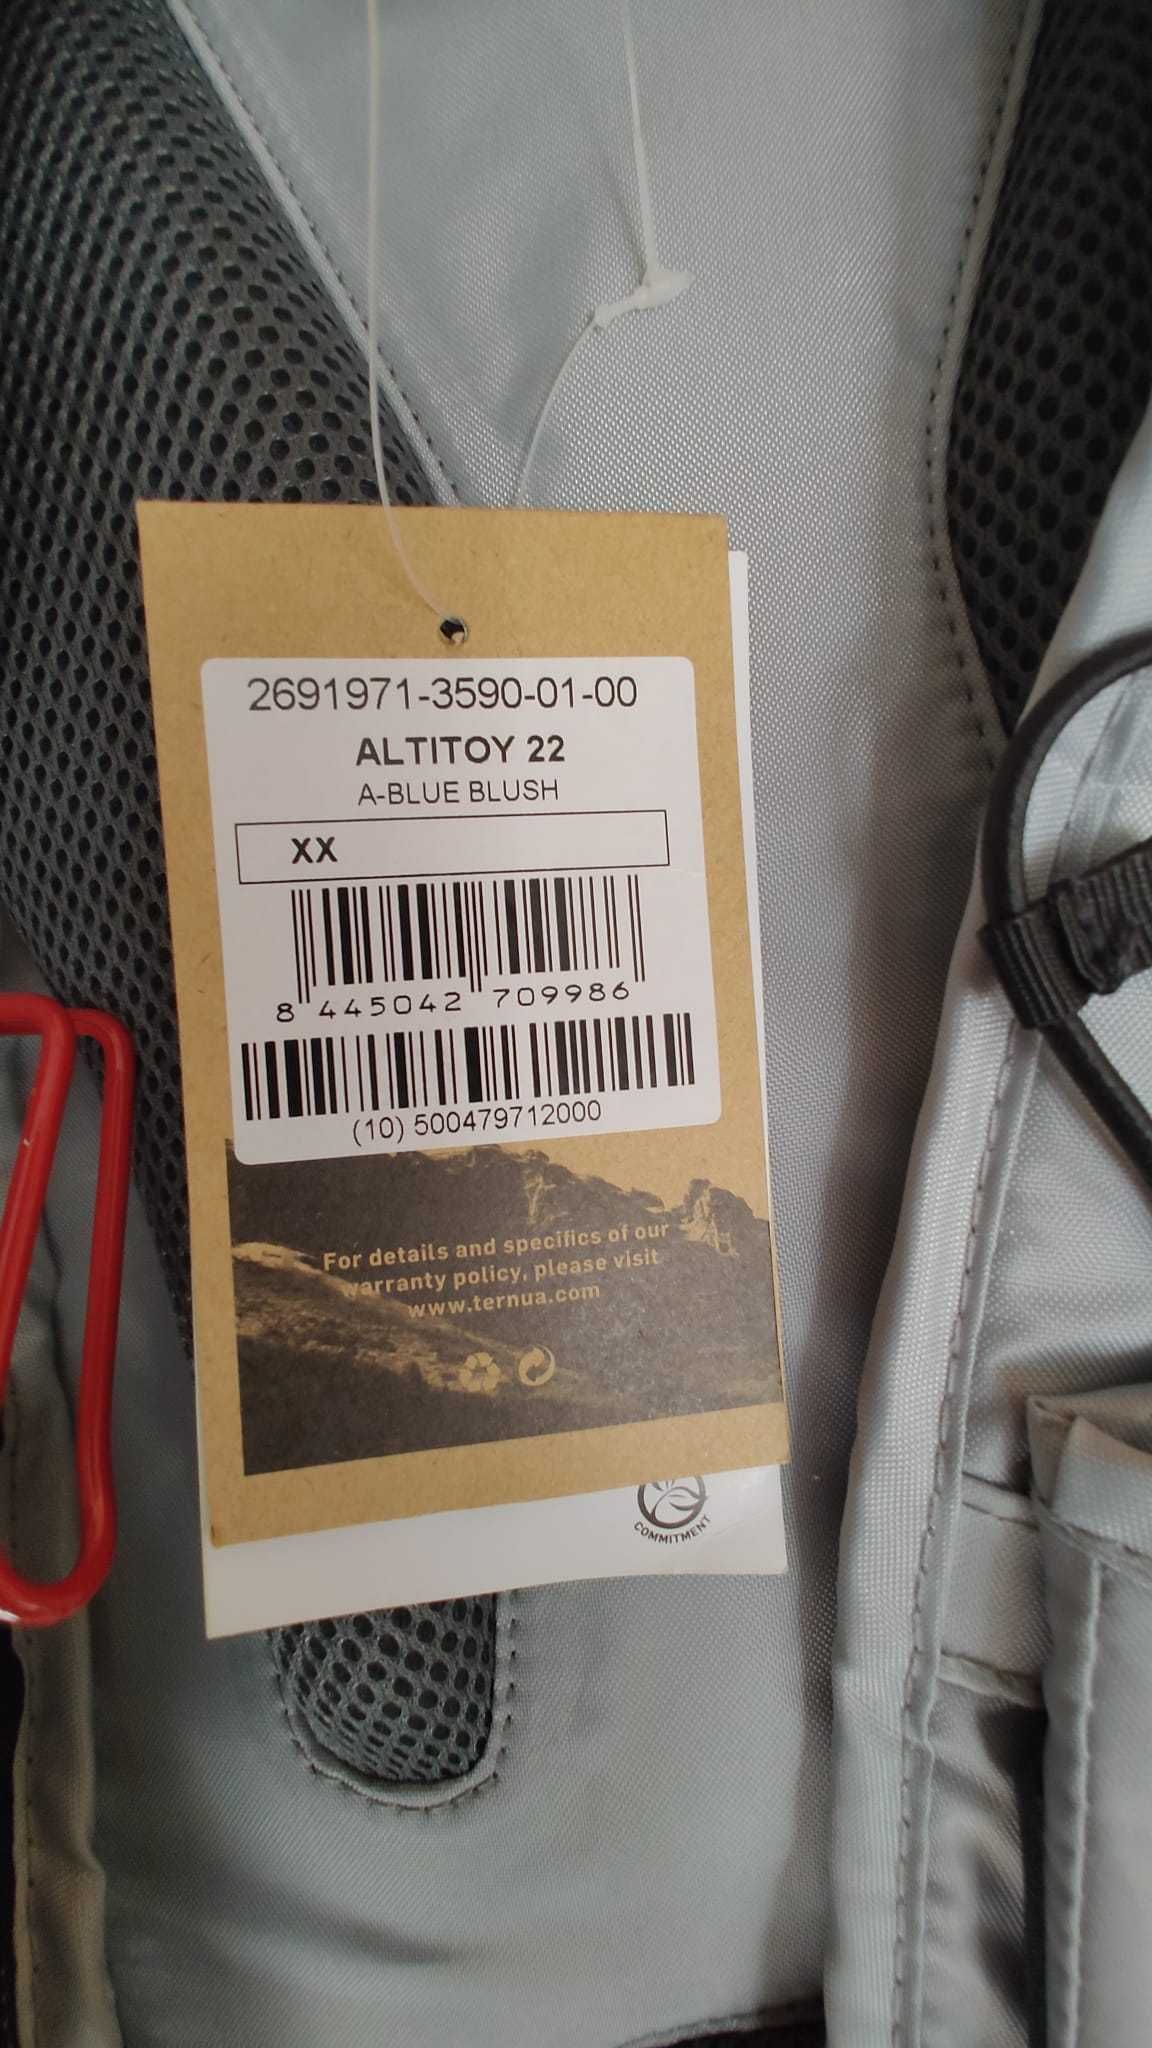 2691971-3590-01-00
ALTITOY 22
A-BLUE BLUSH
XX
8 445042 709986
(10) 500479712000
For details and specifics of our
warranty policy, please visit
www.ternua.com
COMMITMENT